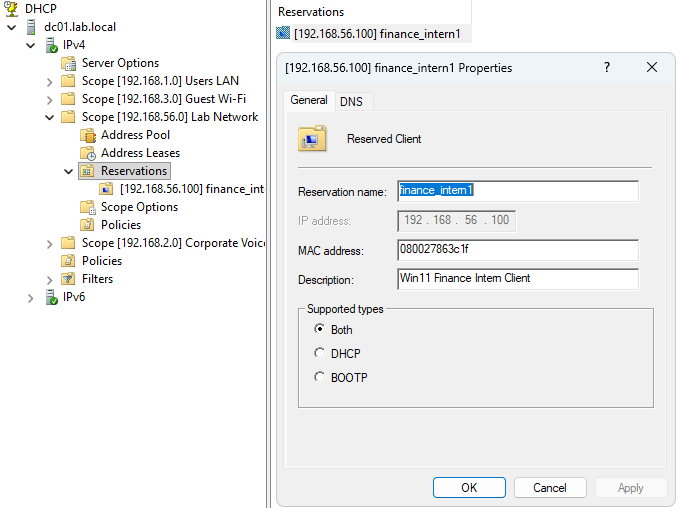 DHCP
dc01.lab.local
IPv4
Server Options
Scope [192.168.1.0] Users LAN
Scope [192.168.3.0] Guest Wi-Fi
Scope [192.168.56.0] Lab Network
Address Pool
Address Leases
Reservations
[192.168.56.100] finance_int
Scope Options
Policies
Scope [192.168.2.0] Corporate Voice
Policies
Filters
IPv6
Reservations
[192.168.56.100] finance_intern1
[192.168.56.100] finance_intern1 Properties
?
General DNS
Reserved Client
Reservation name: finance_intern1
IP address: 192 . 168 . 56 . 100
MAC address: 080027863c1f
Description: Win11 Finance Intern Client
Supported types
Both
DHCP
BOOTP
OK Cancel Apply